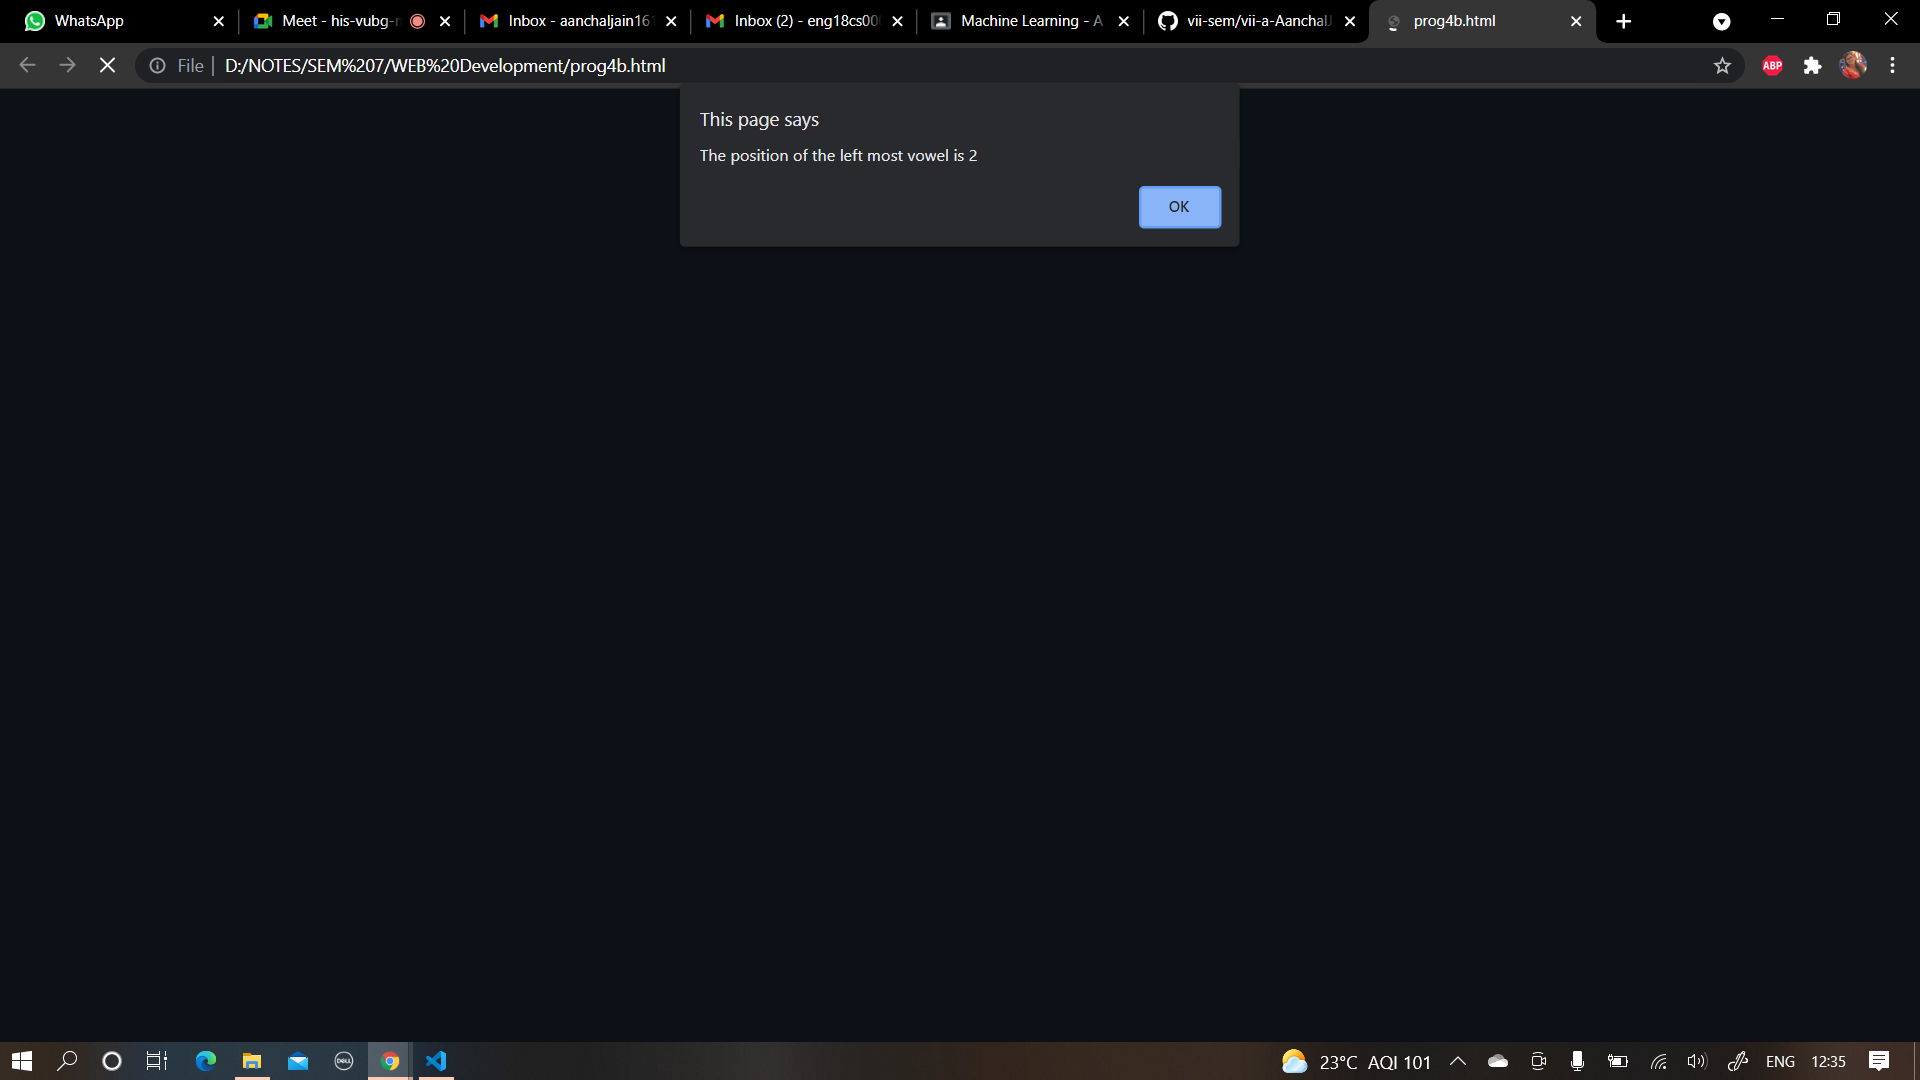 WhatsApp
Meet - his-vubg-
Inbox - aanchaljain161
Inbox (2) - eng18cs00
Machine Learning - A
vii-sem/vii-a-AanchalJ
prog4b.html
File
D:/NOTES/SEM%207/WEB%20Development/prog4b.html
ABP
This page says
The position of the left most vowel is 2
OK
DELL
23°C AQI 101
ENG
12:35